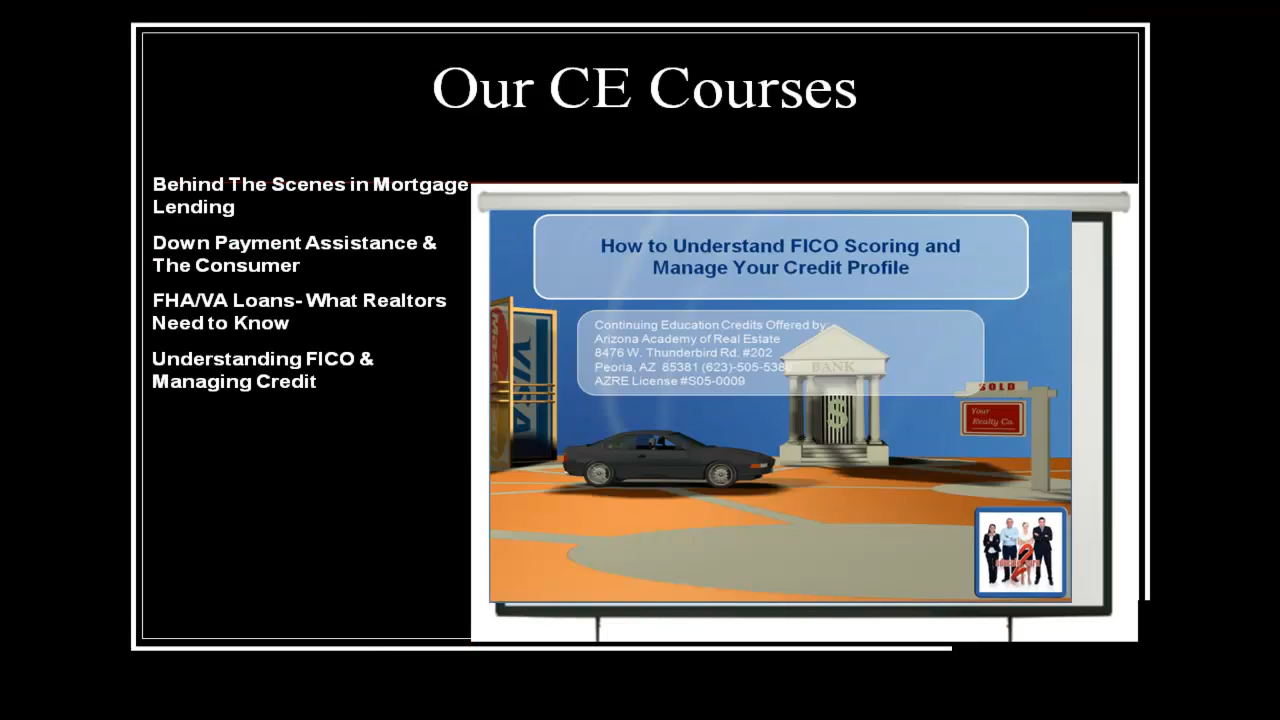 Our CE Courses
Behind The Scenes in Mortgage
Lending
Down Payment Assistance &
The Consumer
FHA/VA Loans- What Realtors
Need to Know
Understanding FICO &
Managing Credit
How to Understand FICO Scoring and
Manage Your Credit Profile
Continuing Education Credits Offered by
Arizona Academy of Real Estate
8476 W. Thunderbird Rd. #202
Peoria, AZ 85381 (623)-505-538
AZRE License #S05-0009
BANK
$
SOLD
Your
Realty Co.
VISA
Maste
2